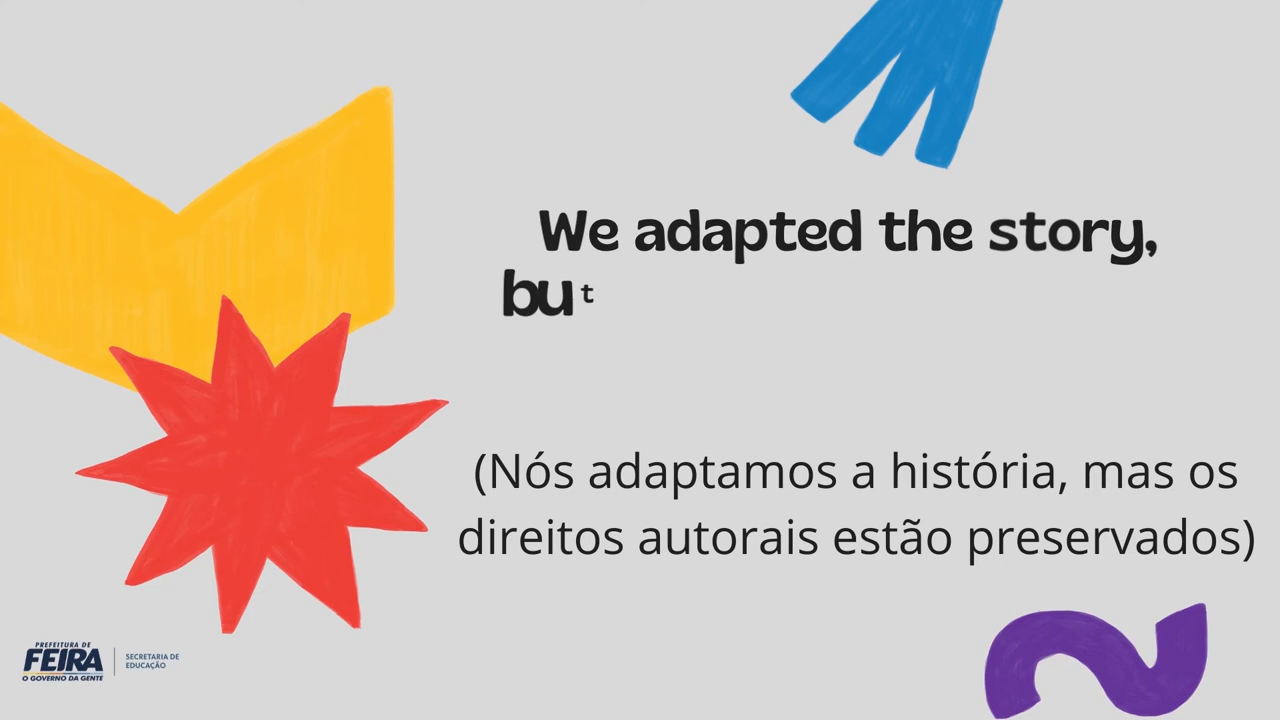 We adapted the story,
but
(Nós adaptamos a história, mas os
direitos autorais estão preservados)
PREFEITURA DE
FEIRA
O GOVERNO DA GENTE
SECRETARIA DE
EDUCAÇÃO